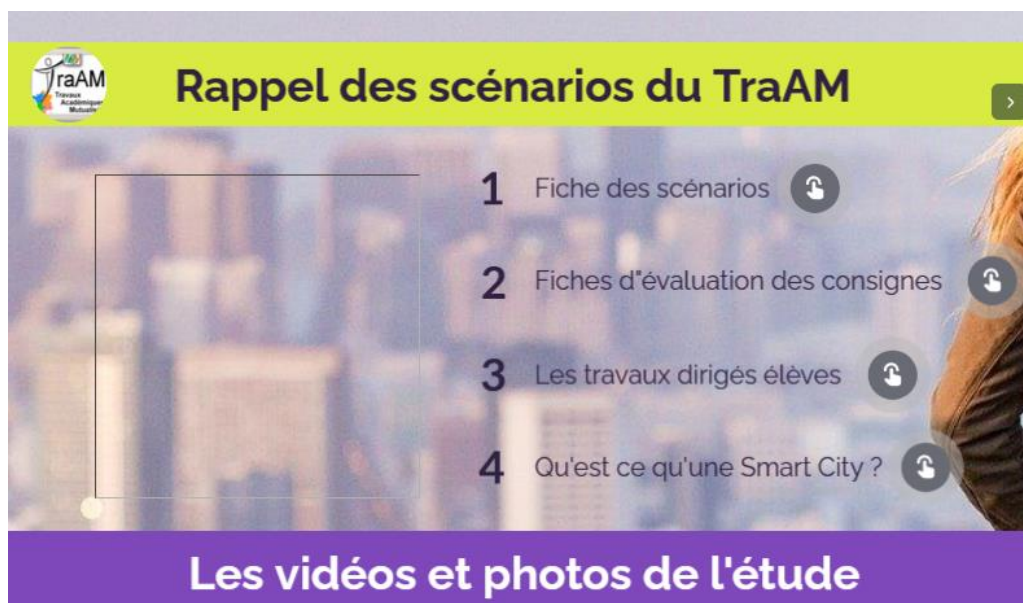 TraAM
Travaux
Académiques
Mutualisés
Rappel des scénarios du TraAM
1 Fiche des scénarios
2 Fiches d"évaluation des consignes
3 Les travaux dirigés élèves
4 Qu'est ce qu'une Smart City ?
Les vidéos et photos de l'étude